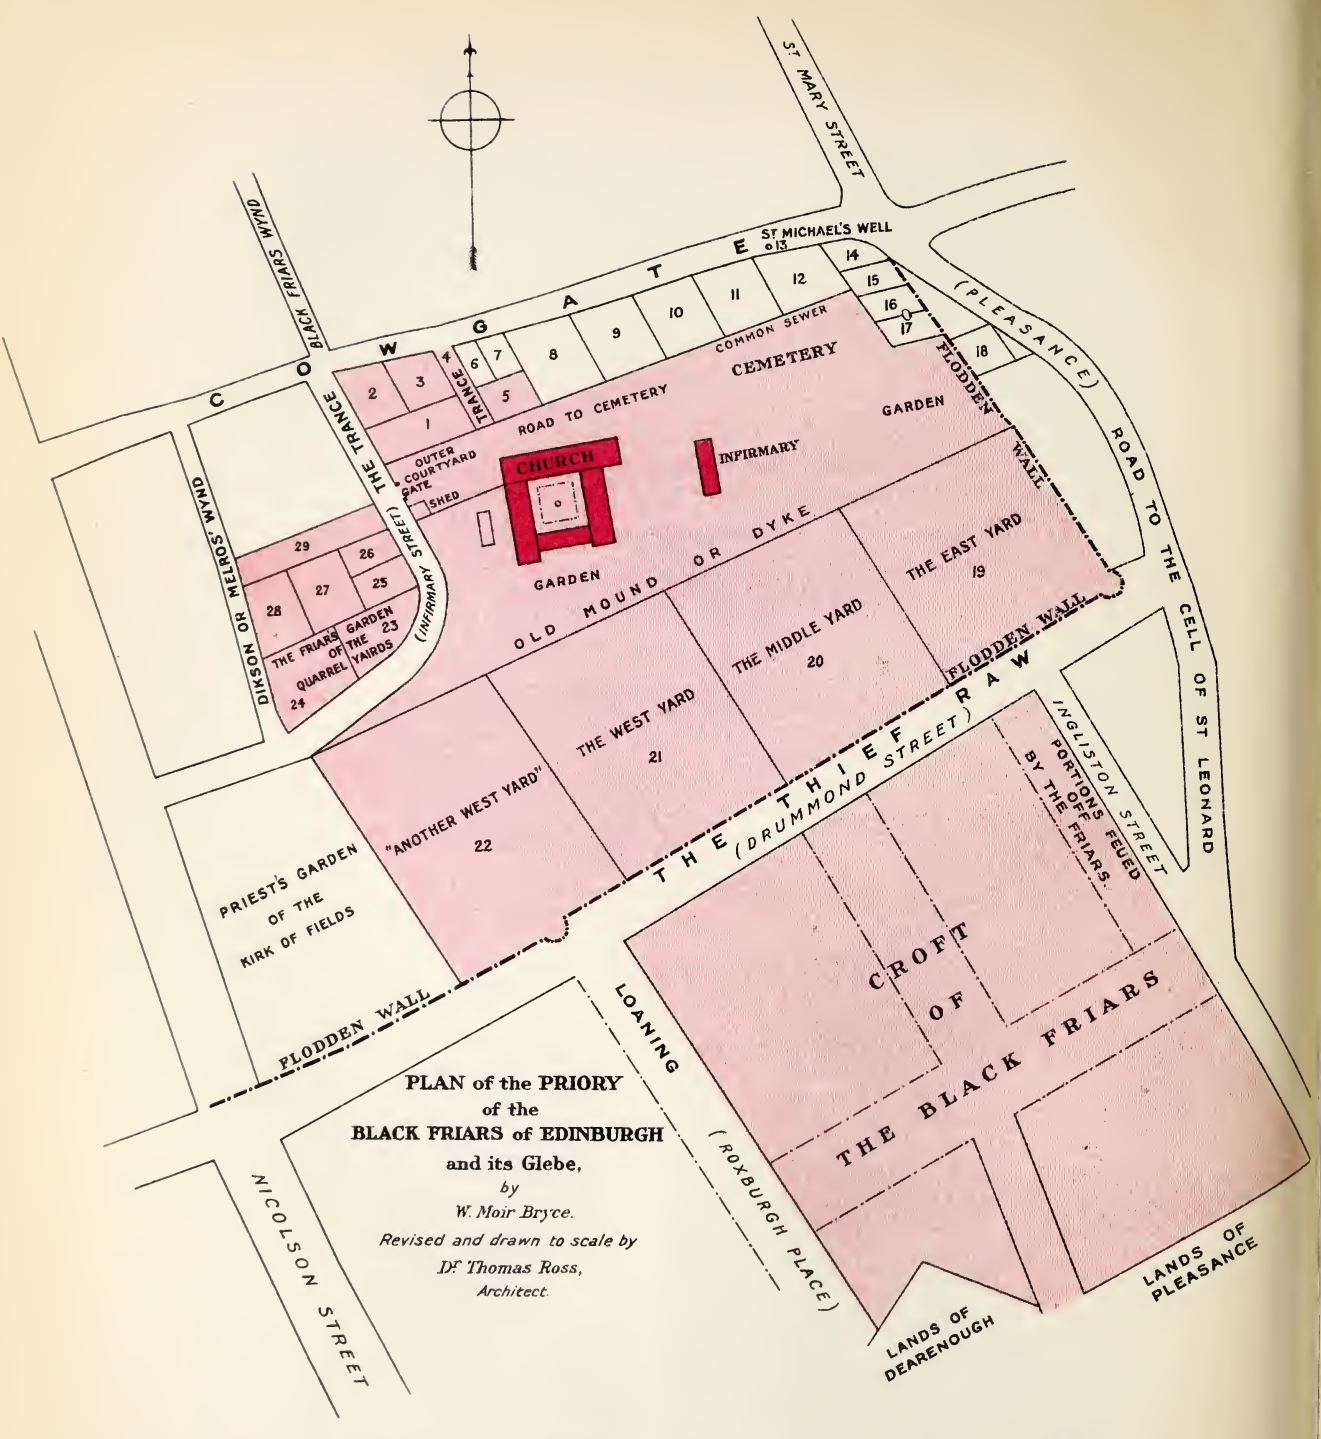 ST MARY STREET
BLACK FRIARS WYND
COWGATE
ST MICHAEL'S WELL
13
(PLEASANCE)
ROAD TO THE CELL OF ST LEONARD
14
15
16
17
18
12
11
10
9
8
7
6
4
TRANCE
5
3
2
1
COMMON SEWER
CEMETERY
ROAD TO CEMETERY
GARDEN
FLODDEN
WALL
THE TRANCE
(INFIRMARY STREET)
OUTER
COURTYARD
GATE
SHED
CHURCH
INFIRMARY
GARDEN
OLD MOUND OR DYKE
DIKSON OR MELROS' WYND
29
26
25
27
28
THE FRIARS GARDEN
OF THE 23
QUARREL YAIRDS
24
THE EAST YARD
19
THE MIDDLE YARD
20
THE WEST YARD
21
"ANOTHER WEST YARD"
22
FLODDEN WALL
THE THIEF RAW
(DRUMMOND STREET)
INGLISTON STREET
PORTIONS FEUED
OFF
BY THE FRIARS.
PRIEST'S GARDEN
OF THE
KIRK OF FIELDS
FLODDEN WALL
CROFT
OF
THE BLACK FRIARS
LOANING
(ROXBURGH PLACE)
NICOLSON STREET
PLAN of the PRIORY
of the
BLACK FRIARS of EDINBURGH
and its Glebe,
by
W. Moir Bryce.
Revised and drawn to scale by
Dr. Thomas Ross,
Architect.
LANDS OF
PLEASANCE
LANDS OF
DEARENOUGH